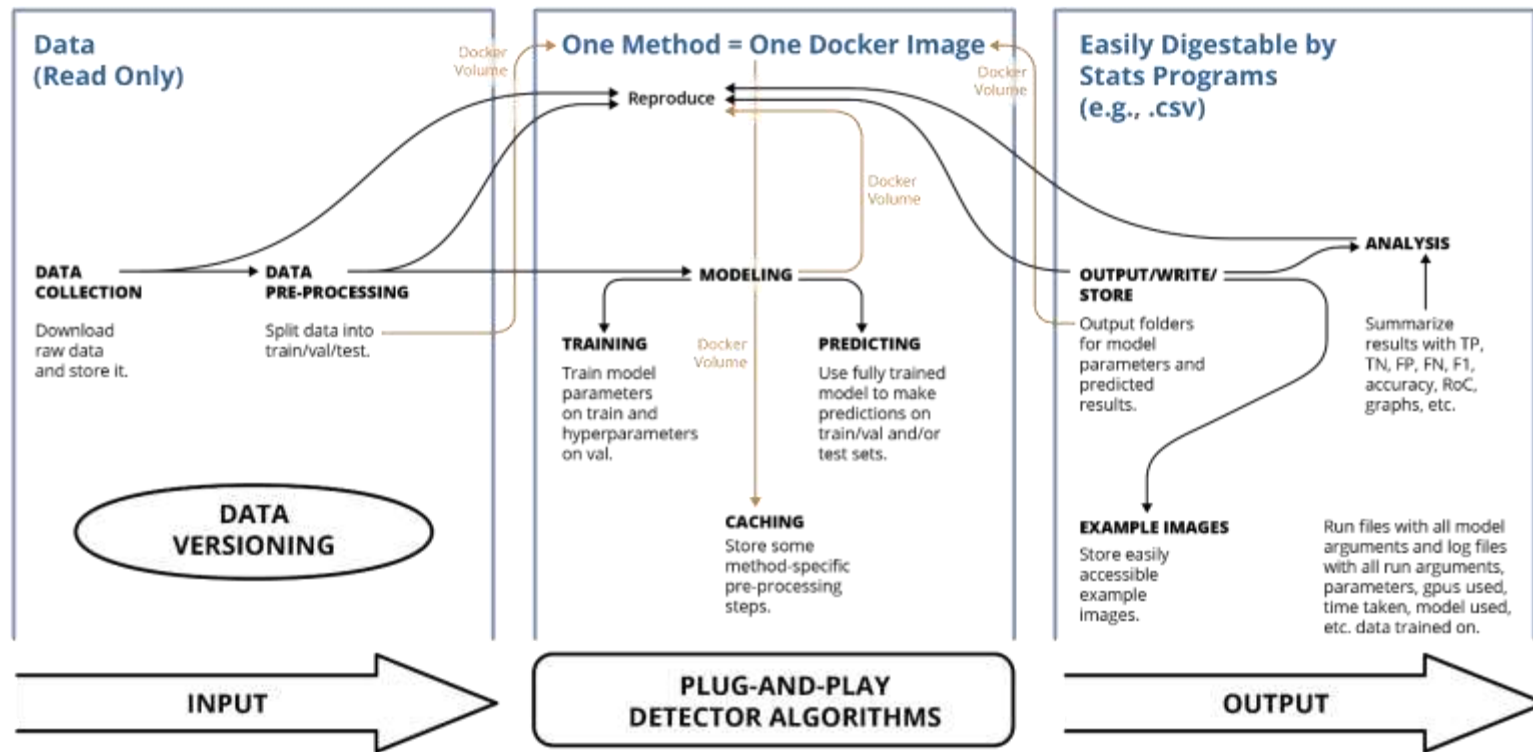 Data
(Read Only)
Docker
Volume
One Method = One Docker Image
Docker
Volume
Easily Digestable by
Stats Programs
(e.g., .csv)
Reproduce
Docker
Volume
DATA
COLLECTION
Download
raw data
and store it.
DATA
PRE-PROCESSING
Split data into
train/val/test.
MODELING
TRAINING
Train model
parameters
on train and
hyperparameters
on val.
Docker
Volume
PREDICTING
Use fully trained
model to make
predictions on
train/val and/or
test sets.
CACHING
Store some
method-specific
pre-processing
steps.
OUTPUT/WRITE/
STORE
Output folders
for model
parameters and
predicted
results.
ANALYSIS
Summarize
results with TP,
TN, FP, FN, F1,
accuracy, RoC,
graphs, etc.
EXAMPLE IMAGES
Store easily
accessible
example
images.
Run files with all model
arguments and log files
with all run arguments,
parameters, gpus used,
time taken, model used,
etc. data trained on.
DATA
VERSIONING
INPUT
PLUG-AND-PLAY
DETECTOR ALGORITHMS
OUTPUT